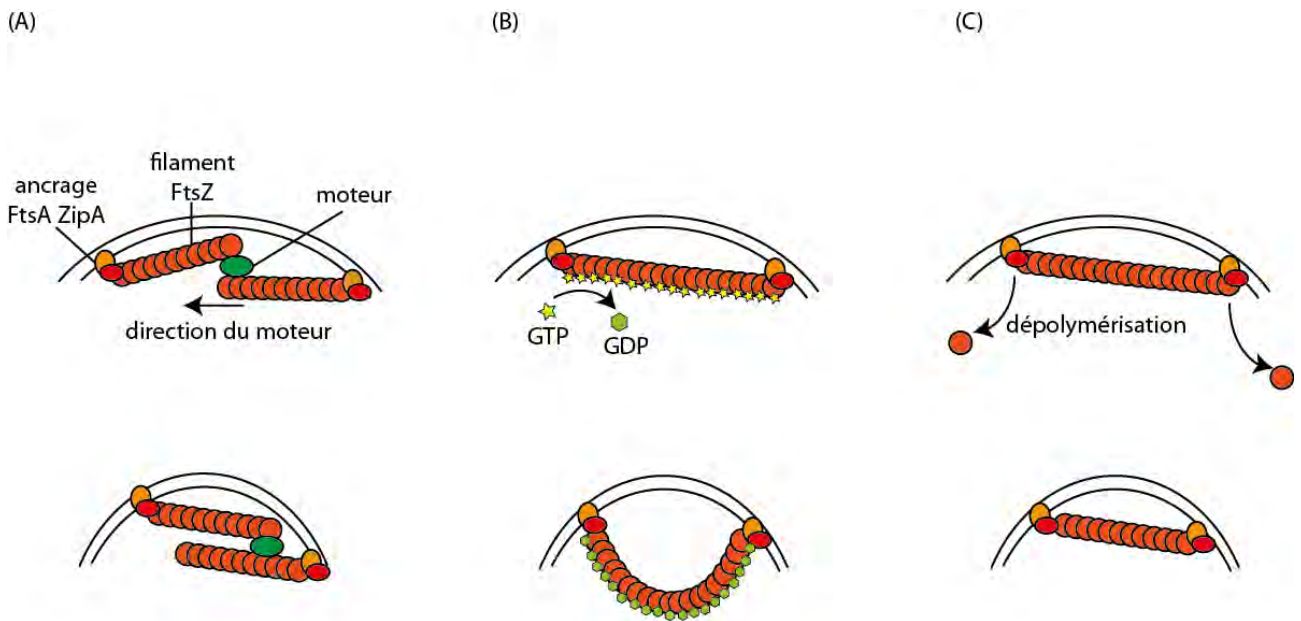 (A)
(B)
(C)
filament
FtsZ
ancrage
FtsA ZipA
moteur
direction du moteur
GTP
GDP
dépolymérisation